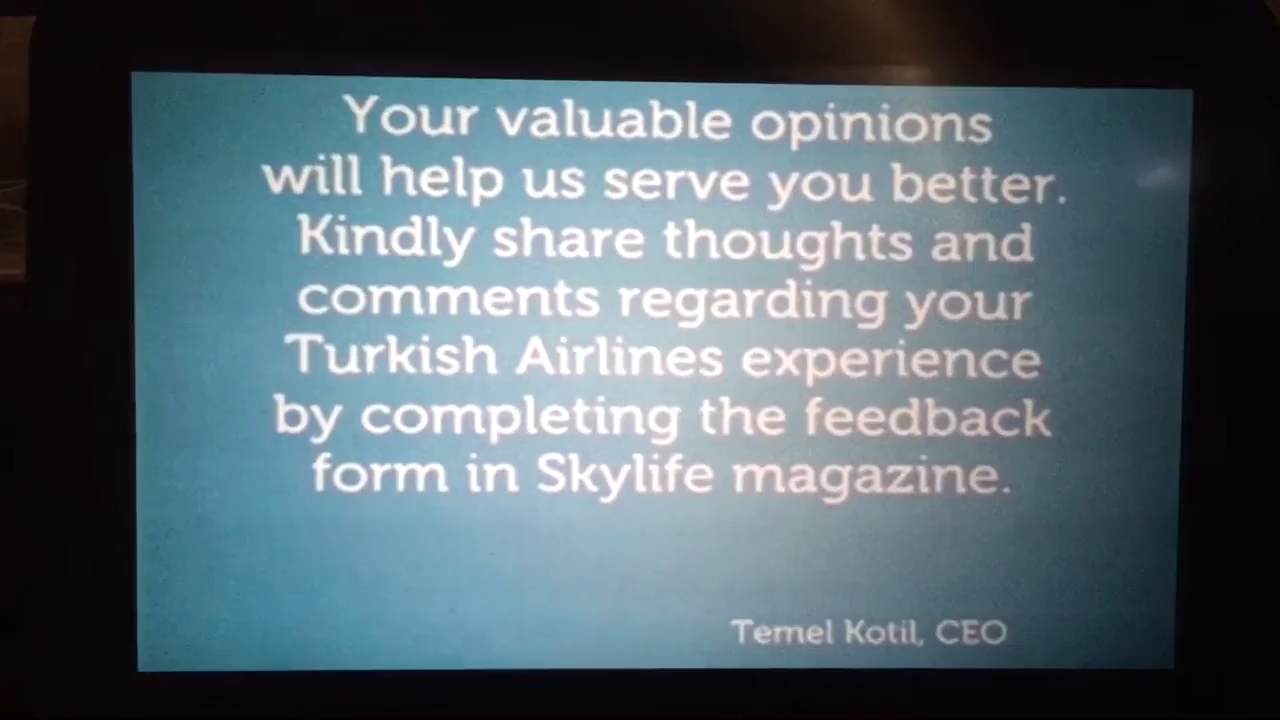 Your valuable opinions
will help us serve you better.
Kindly share thoughts and
comments regarding your
Turkish Airlines experience
by completing the feedback
form in Skylife magazine.
Temel Kotil, CEO